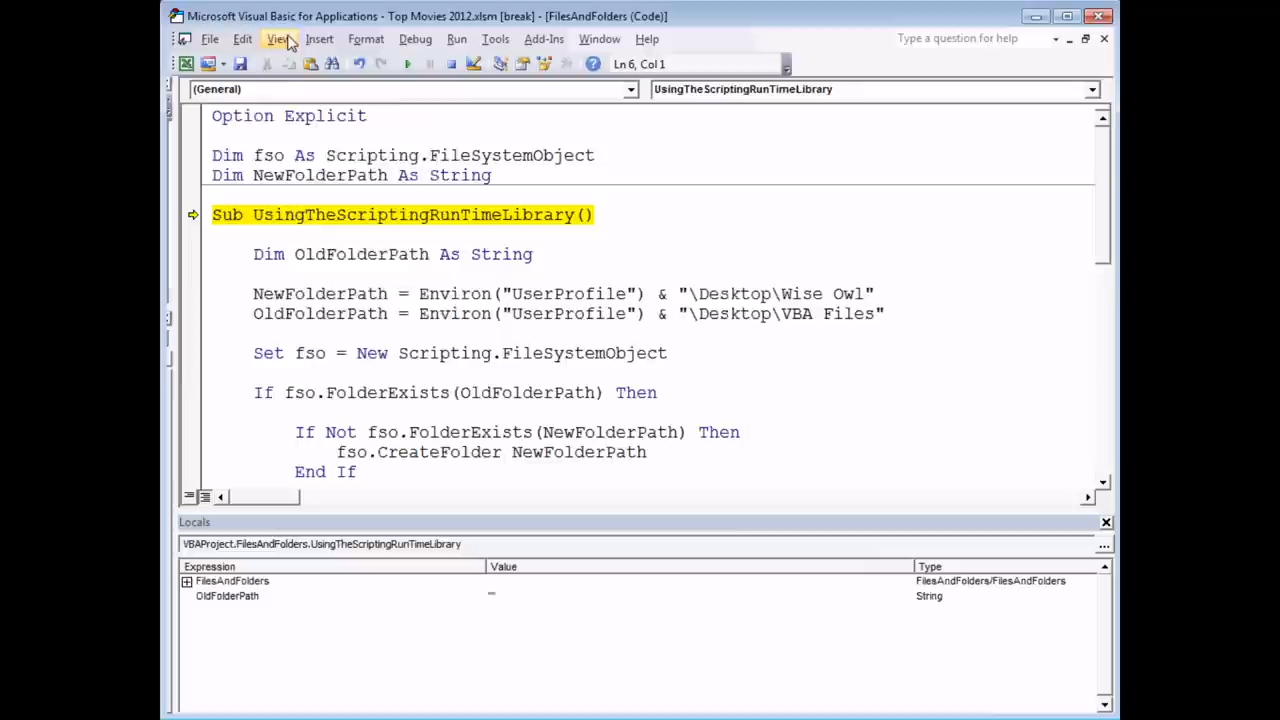 Microsoft Visual Basic for Applications - Top Movies 2012.xlsm [break] - [FilesAndFolders (Code)]
File Edit View Insert Format Debug Run Tools Add-Ins Window Help Type a question for help
Ln 6, Col 1
(General) UsingTheScriptingRunTimeLibrary
Option Explicit
Dim fso As Scripting.FileSystemObject
Dim NewFolderPath As String
Sub UsingTheScriptingRunTimeLibrary()
Dim OldFolderPath As String
NewFolderPath = Environ("UserProfile") & "\Desktop\Wise Owl"
OldFolderPath = Environ("UserProfile") & "\Desktop\VBA Files"
Set fso = New Scripting.FileSystemObject
If fso.FolderExists(OldFolderPath) Then
If Not fso.FolderExists(NewFolderPath) Then
fso.CreateFolder NewFolderPath
End If
Locals
VBAProject.FilesAndFolders.UsingTheScriptingRunTimeLibrary ...
Expression Value Type
FilesAndFolders FilesAndFolders/FilesAndFolders
OldFolderPath "" String